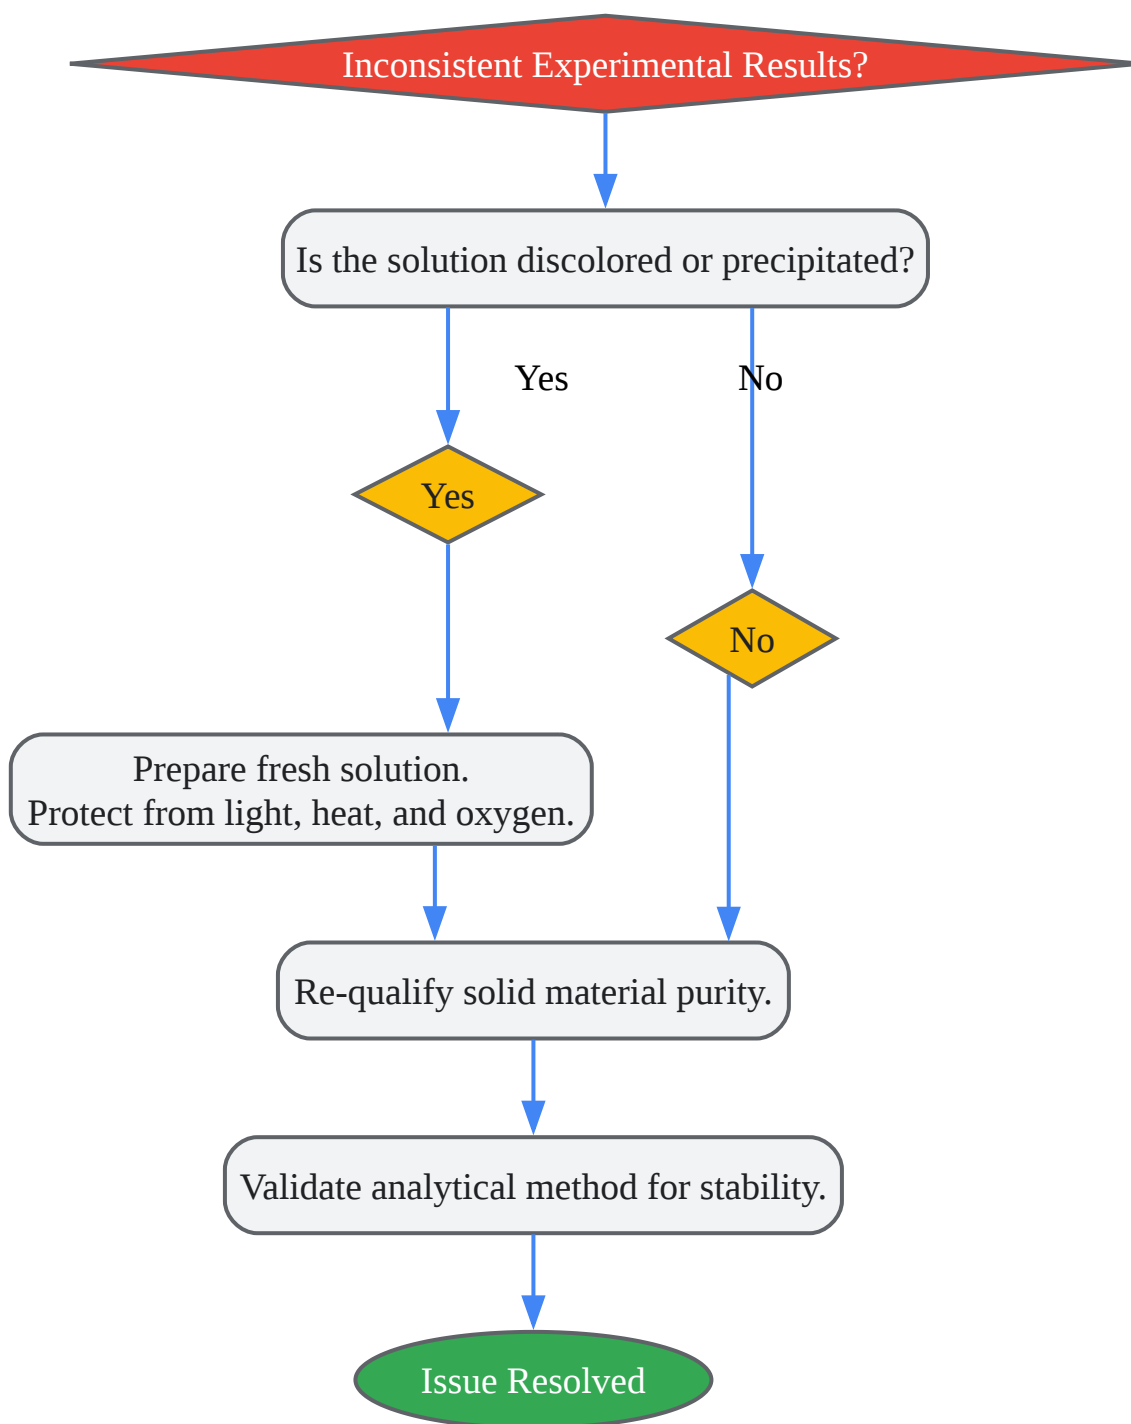 Inconsistent Experimental Results?
Is the solution discolored or precipitated?
Yes
No
Yes
No
Prepare fresh solution.
Protect from light, heat, and oxygen.
Re-qualify solid material purity.
Validate analytical method for stability.
Issue Resolved